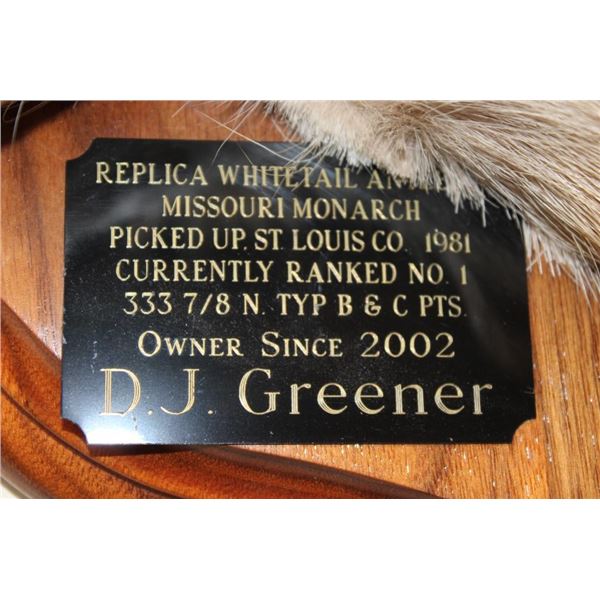 REPLICA WHITETAIL
MISSOURI MONARCH
PICKED UP. ST. LOUIS CO. 1981
CURRENTLY RANKED NO. 1
333 7/8 N. TYP B & C PTS.
OWNER SINCE 2002
D.J. Greener